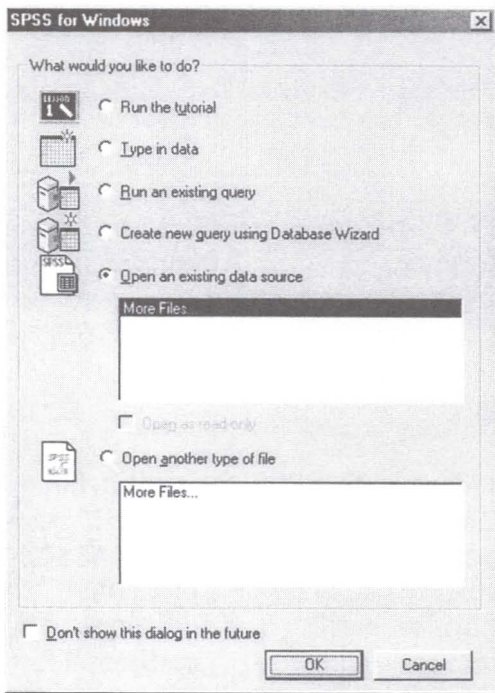 SPSS for Windows
What would you like to do?
Run the tutorial
Type in data
Run an existing query
Create new query using Database Wizard
SPSS
Open an existing data source
More Files...
Open as read only
Open another type of file
More Files...
Don't show this dialog in the future
OK
Cancel